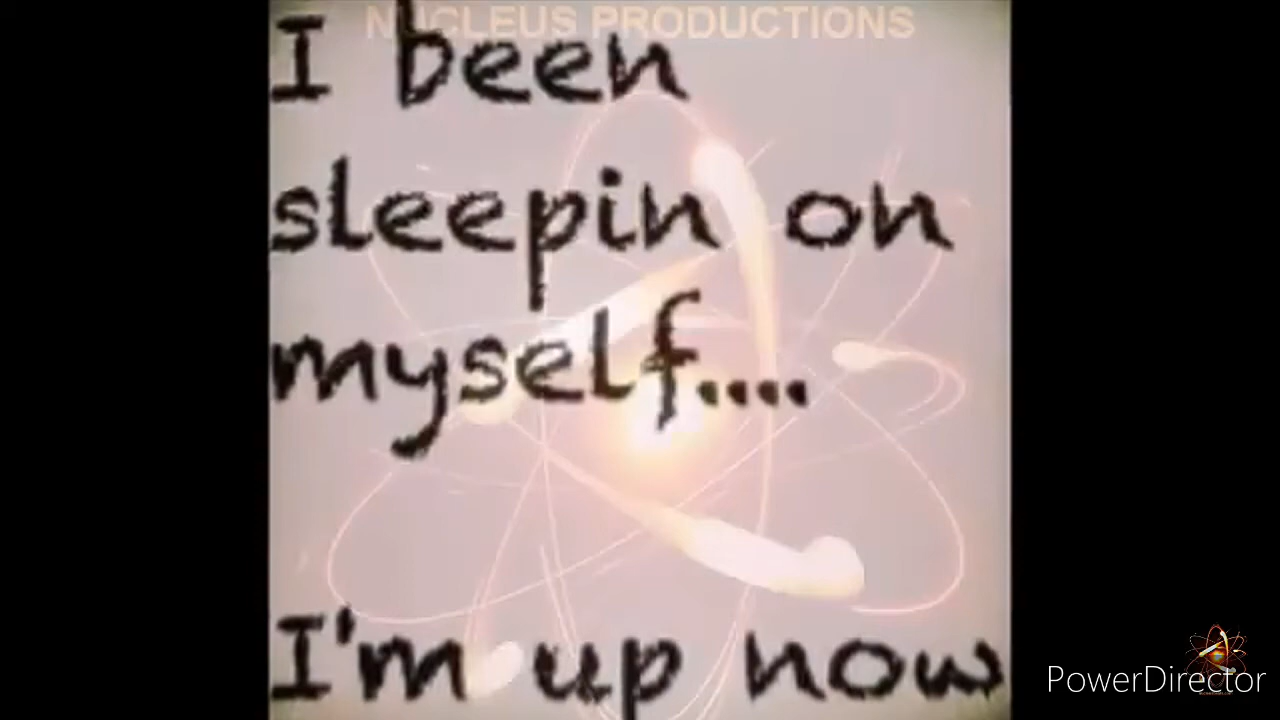 NUCLEUS PRODUCTIONS
I been
sleepin on
myself....
I'm up now
PowerDirector